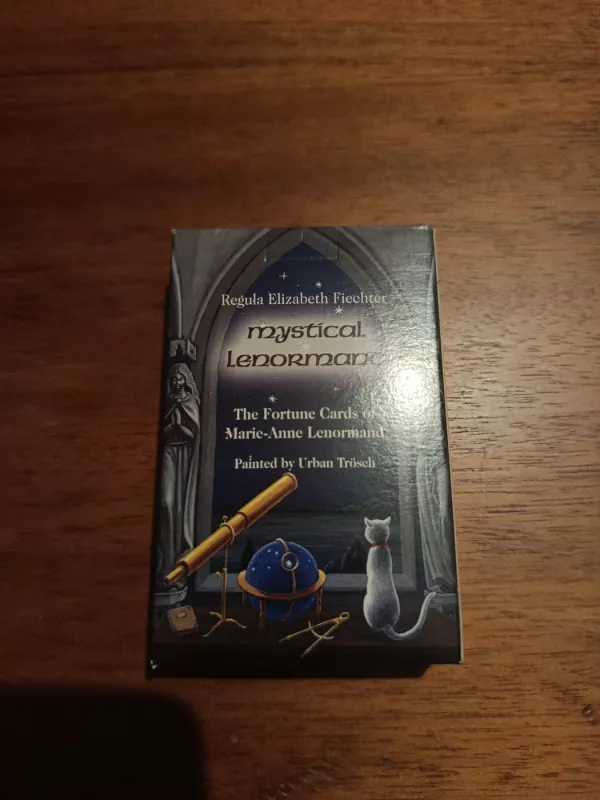 Regula Elizabeth Fiechter
mystical
Lenormand
The Fortune Cards of
Marie-Anne Lenormand
Painted by Urban Trösch